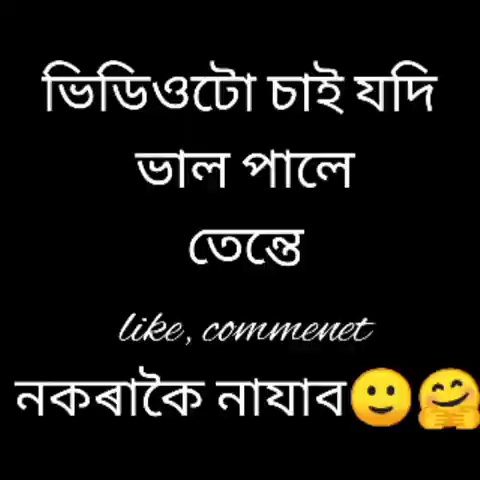 ভিডিওটো চাই যদি
ভাল পালে
তেন্তে
like, commenet
নকৰাকৈ নাযাব🙂🤗